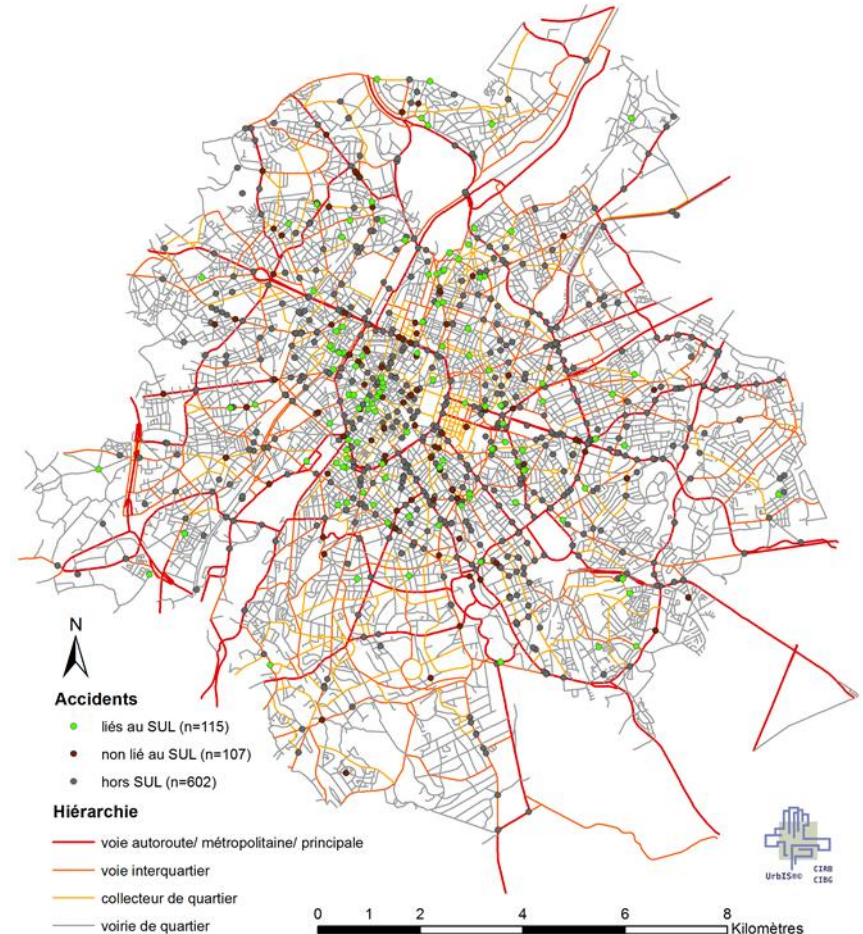 N
Accidents
liés au SUL (n=115)
non lié au SUL (n=107)
hors SUL (n=602)
Hiérarchie
voie autoroute/ métropolitaine/ principale
voie interquartier
collecteur de quartier
voirie de quartier
0 1 2 4 6 8
Kilomètres
UrbIS®© CIRB
CIBG